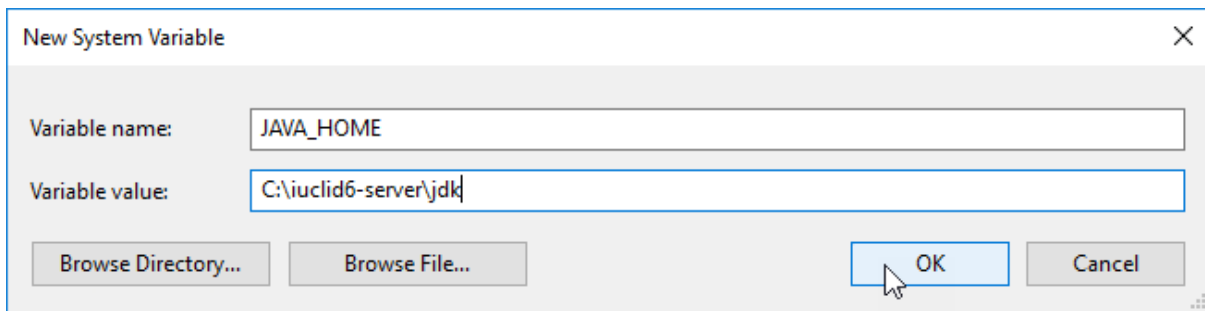 New System Variable
Variable name: JAVA_HOME
Variable value: C:\iuclid6-server\jdk
Browse Directory... Browse File... OK Cancel